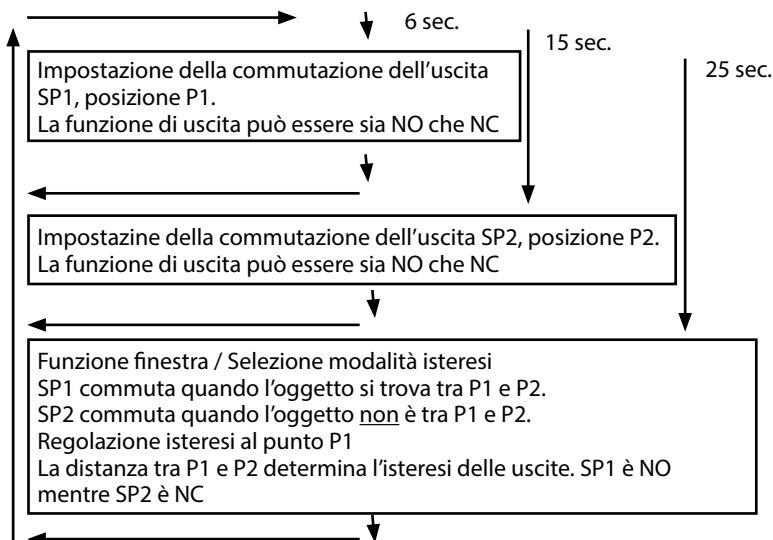 6 sec.
15 sec.
25 sec.
Impostazione della commutazione dell'uscita
SP1, posizione P1.
La funzione di uscita può essere sia NO che NC
Impostazine della commutazione dell'uscita SP2, posizione P2.
La funzione di uscita può essere sia NO che NC
Funzione finestra / Selezione modalità isteresi
SP1 commuta quando l'oggetto si trova tra P1 e P2.
SP2 commuta quando l'oggetto non è tra P1 e P2.
Regolazione isteresi al punto P1
La distanza tra P1 e P2 determina l'isteresi delle uscite. SP1 è NO
mentre SP2 è NC